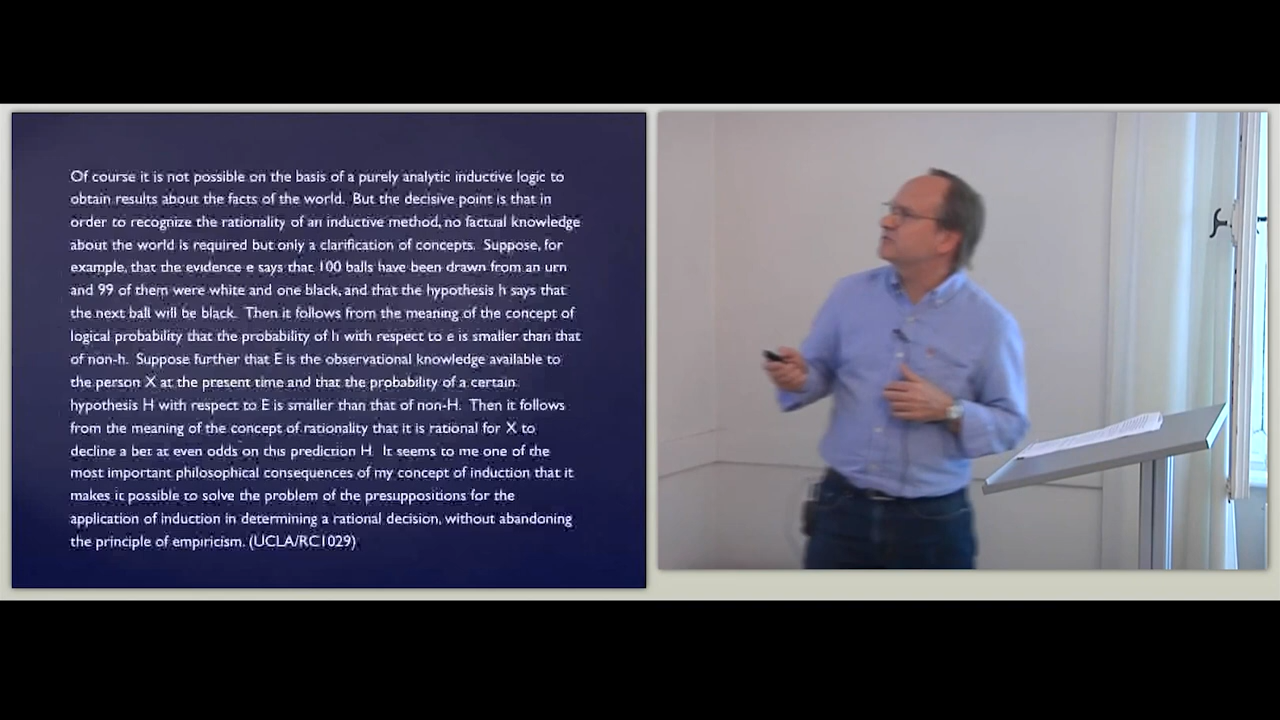 Of course it is not possible on the basis of a purely analytic inductive logic to
obtain results about the facts of the world. But the decisive point is that in
order to recognize the rationality of an inductive method, no factual knowledge
about the world is required but only a clarification of concepts. Suppose, for
example, that the evidence e says that 100 balls have been drawn from an urn
and 99 of them were white and one black, and that the hypothesis h says that
the next ball will be black. Then it follows from the meaning of the concept of
logical probability that the probability of h with respect to e is smaller than that
of non-h. Suppose further that E is the observational knowledge available to
the person X at the present time and that the probability of a certain
hypothesis H with respect to E is smaller than that of non-H. Then it follows
from the meaning of the concept of rationality that it is rational for X to
decline a bet at even odds on this prediction H. It seems to me one of the
most important philosophical consequences of my concept of induction that it
makes it possible to solve the problem of the presuppositions for the
application of induction in determining a rational decision, without abandoning
the principle of empiricism. (UCLA/RC1029)